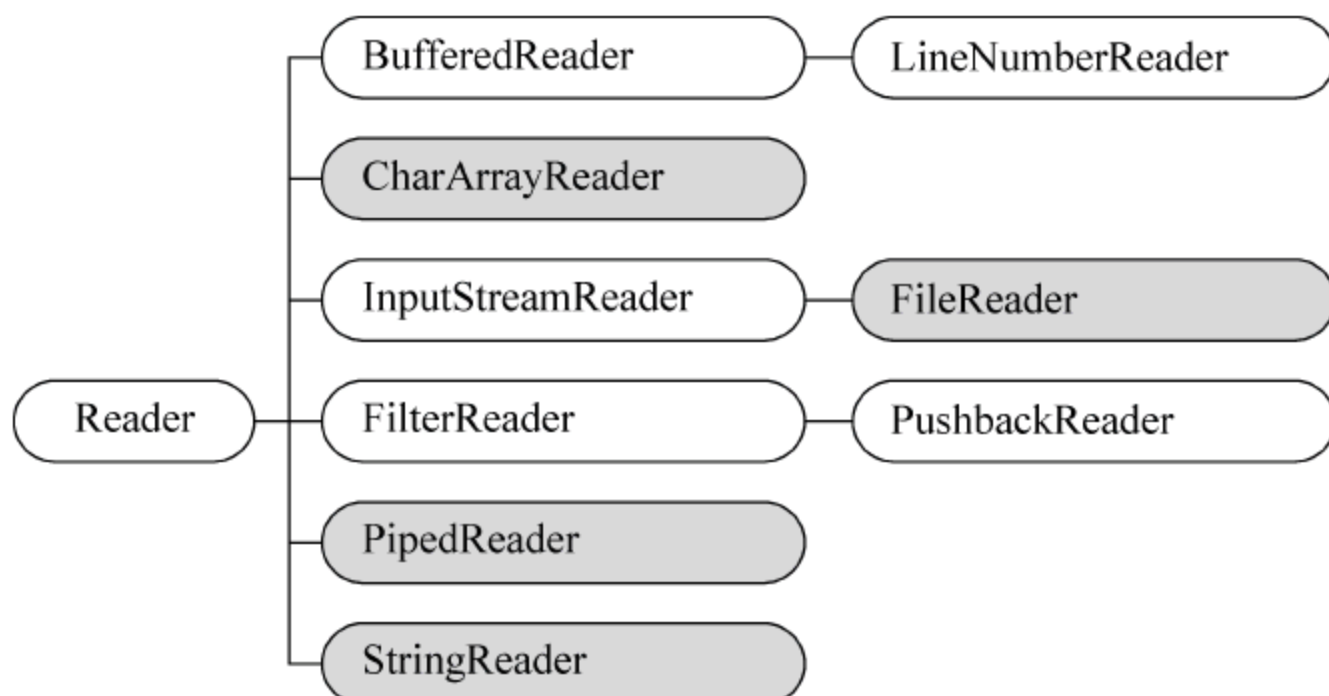 BufferedReader
LineNumberReader
CharArrayReader
InputStreamReader
FileReader
Reader
FilterReader
PushbackReader
PipedReader
StringReader